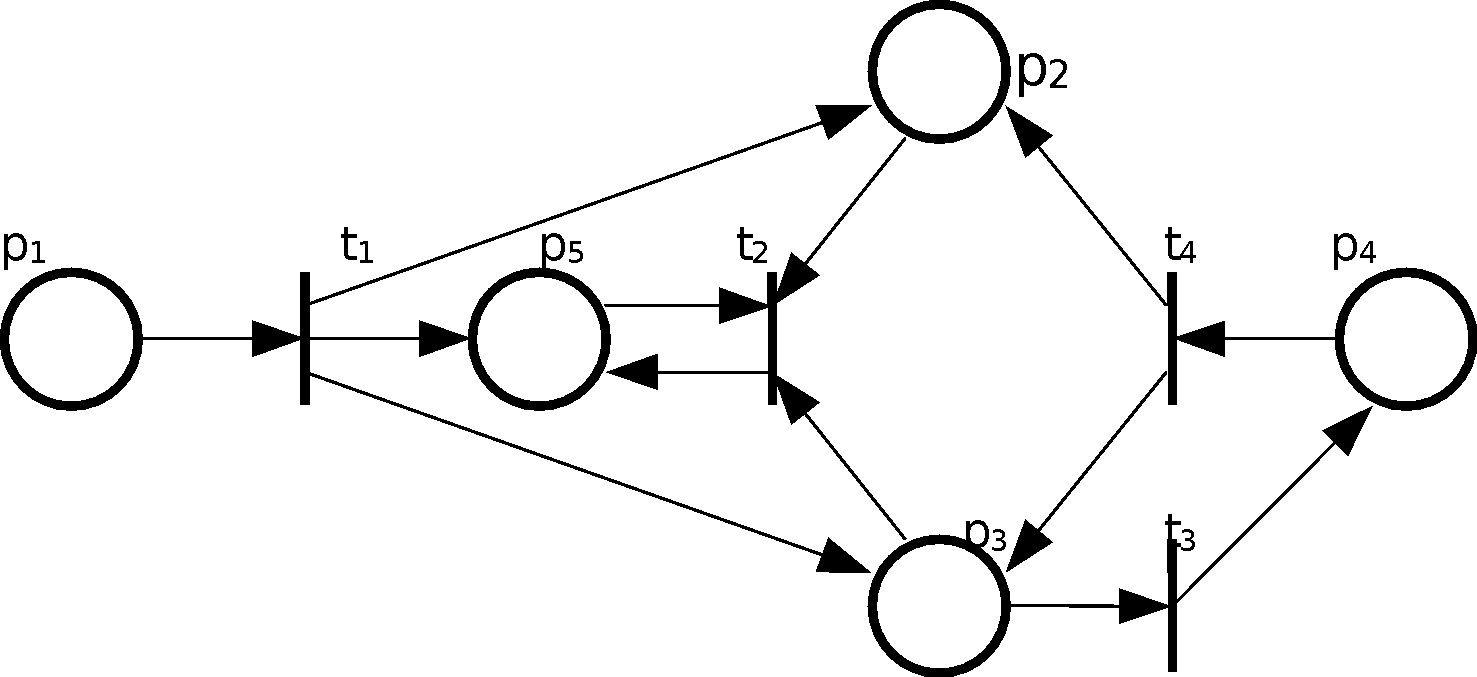 p₂
p₁
t₁
p₅
t₂
t₄
p₄
p₃
t₃